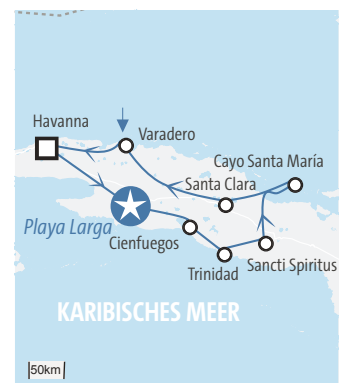 Havanna
Varadero
Cayo Santa María
Santa Clara
Playa Larga
Cienfuegos
Trinidad
Sancti Spiritus
KARIBISCHES MEER
50km